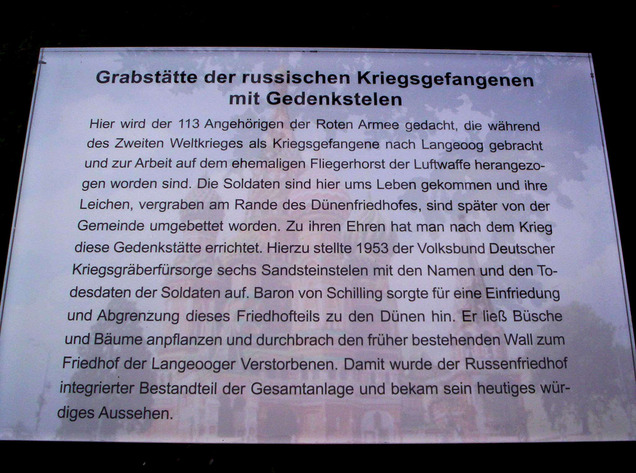 Grabstätte der russischen Kriegsgefangenen
mit Gedenkstelen
Hier wird der 113 Angehörigen der Roten Armee gedacht, die während
des Zweiten Weltkrieges als Kriegsgefangene nach Langeoog gebracht
und zur Arbeit auf dem ehemaligen Fliegerhorst der Luftwaffe herangezo-
gen worden sind. Die Soldaten sind hier ums Leben gekommen und ihre
Leichen, vergraben am Rande des Dünenfriedhofes, sind später von der
Gemeinde umgebettet worden. Zu ihren Ehren hat man nach dem Krieg
diese Gedenkstätte errichtet. Hierzu stellte 1953 der Volksbund Deutscher
Kriegsgräberfürsorge sechs Sandsteinstelen mit den Namen und den To-
desdaten der Soldaten auf. Baron von Schilling sorgte für eine Einfriedung
und Abgrenzung dieses Friedhofteils zu den Dünen hin. Er ließ Büsche
und Bäume anpflanzen und durchbrach den früher bestehenden Wall zum
Friedhof der Langeooger Verstorbenen. Damit wurde der Russenfriedhof
integrierter Bestandteil der Gesamtanlage und bekam sein heutiges wür-
diges Aussehen.